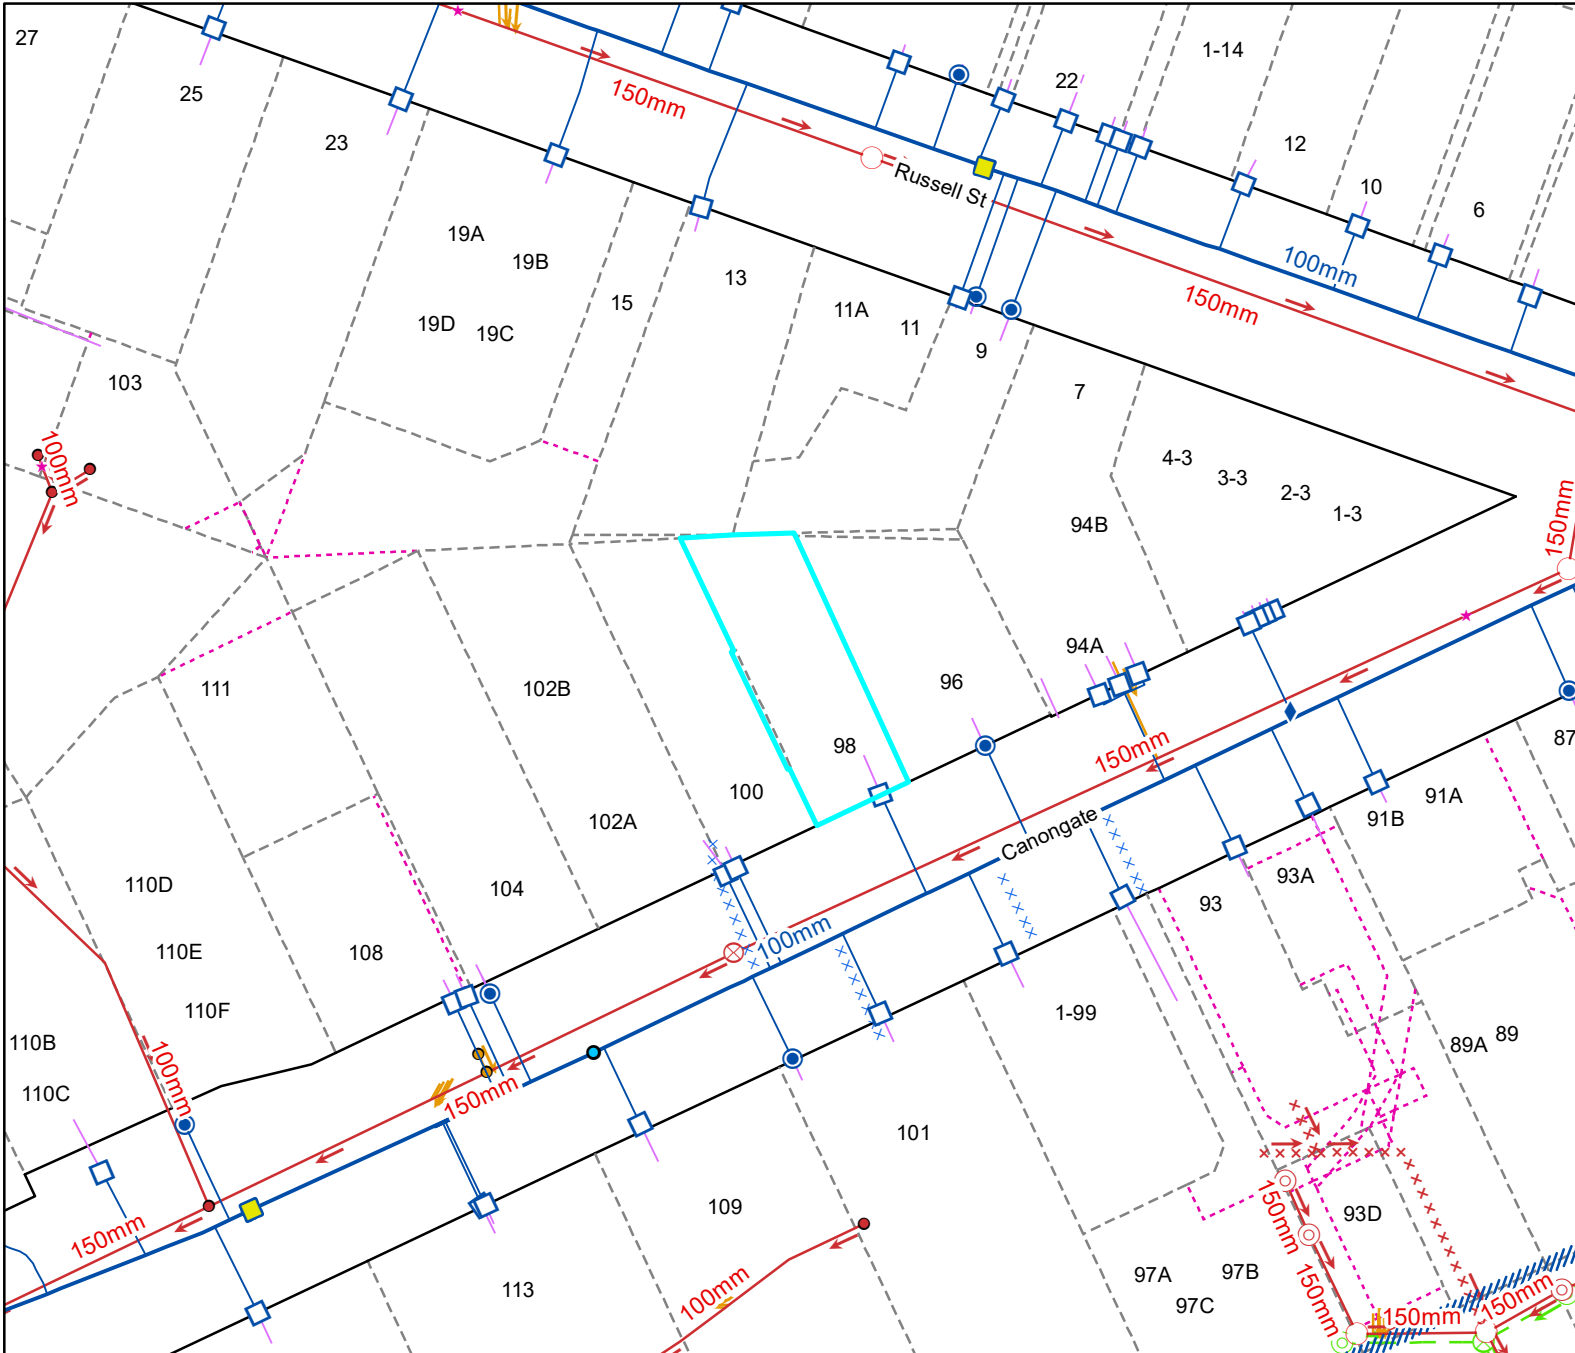 27
25
23
150mm
22
1-14
12
10
6
Russell St
100mm
150mm
19A
19B
19D
19C
15
13
11A
11
9
7
103
100mm
4-3
3-3
2-3
1-3
94B
150mm
111
102B
94A
96
98
100
102A
150mm
Canongate
87
91A
91B
93A
93
110D
104
110E
108
100mm
110F
1-99
110B
110C
100mm
150mm
89A
89
101
109
93D
150mm
150mm
97A
97B
97C
113
100mm
150mm
150mm
150mm